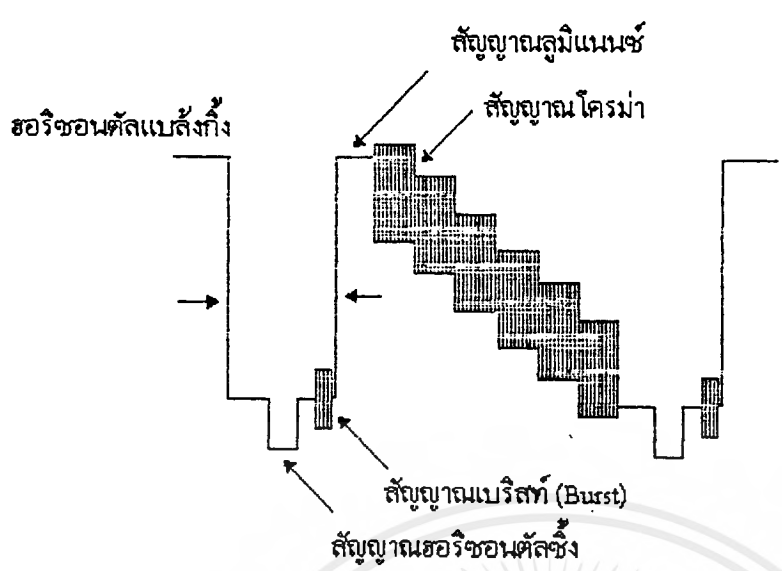 สัญญาณลูมิแนนซ์
สัญญาณโครม่า
ฮอริซอนตัลแบล้งกิ้ง
สัญญาณเบริสท์ (Burst)
สัญญาณฮอริซอนตัลซิ้ง